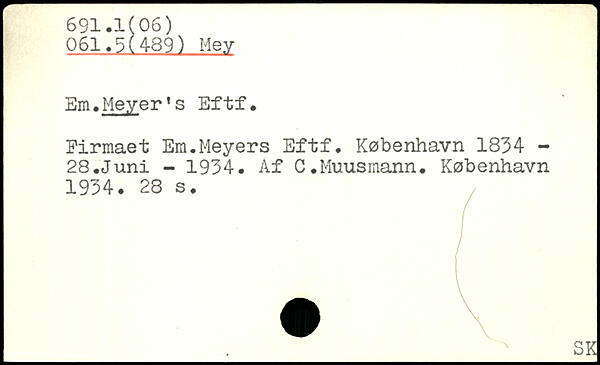 691.1(06)
061.5(489) Mey
Em.Meyer's Eftf.
Firmaet Em.Meyers Eftf. København 1834 -
28.Juni - 1934. Af C.Muusmann. København
1934. 28 s.
SK